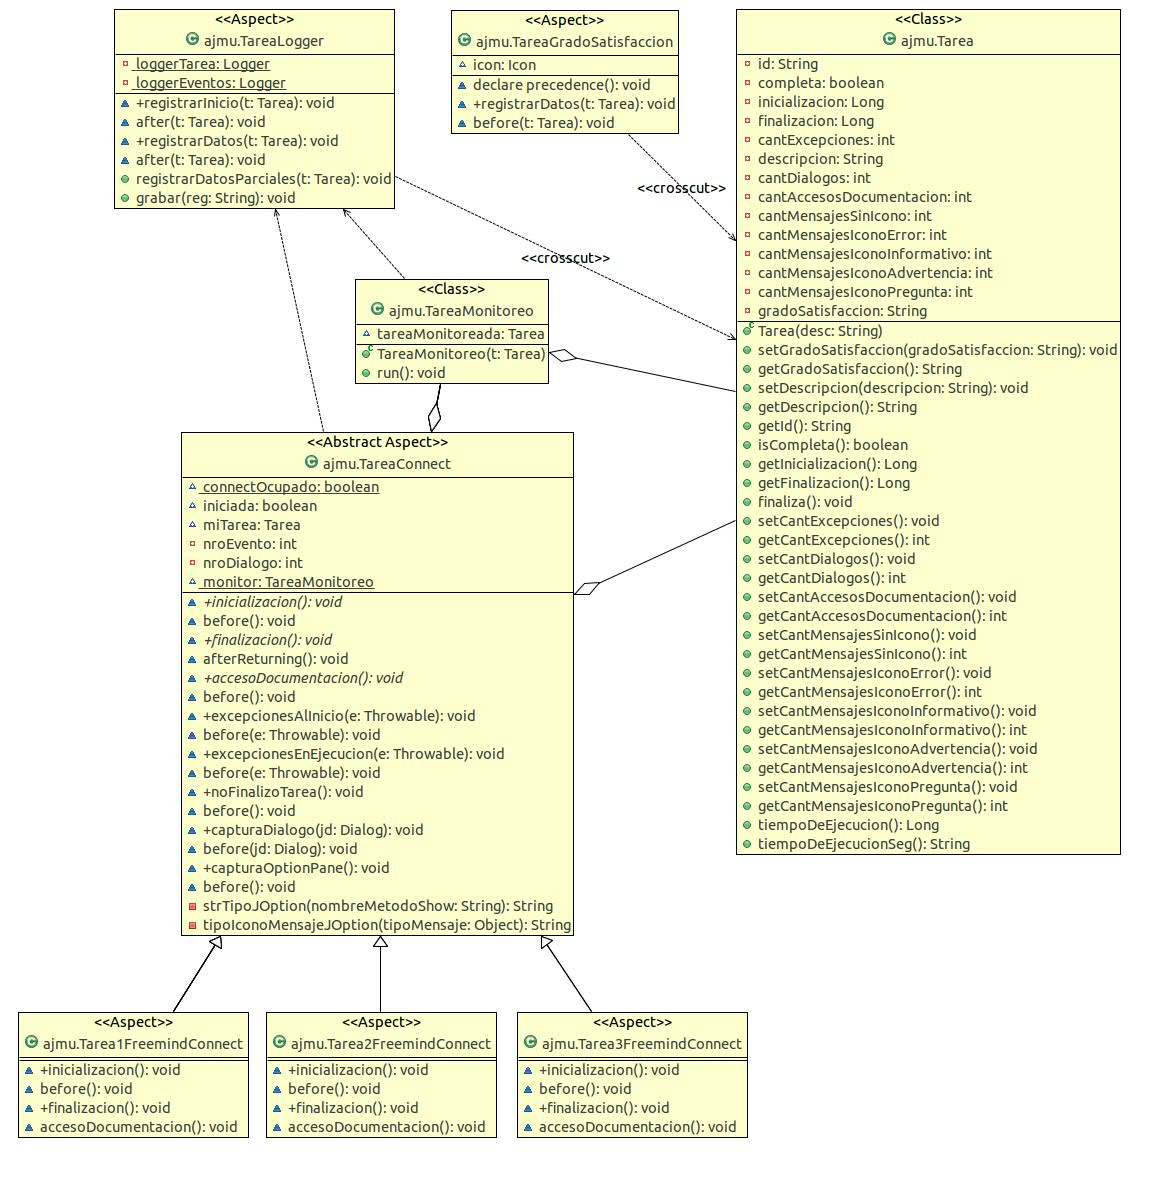 <<Aspect>>
ajmu.TareaLogger
loggerTarea: Logger
loggerEventos: Logger
+registrarInicio(t: Tarea): void
after(t: Tarea): void
+registrarDatos(t: Tarea): void
after(t: Tarea): void
registrarDatosParciales(t: Tarea): void
grabar(reg: String): void
<<Aspect>>
ajmu.TareaGradoSatisfaccion
icon: Icon
declare precedence(): void
+registrarDatos(t: Tarea): void
before(t: Tarea): void
<<crosscut>>
<<crosscut>>
<<Class>>
ajmu.Tarea
id: String
completa: boolean
inicializacion: Long
finalizacion: Long
cantExcepciones: int
descripcion: String
cantDialogos: int
cantAccesosDocumentacion: int
cantMensajesSinIcono: int
cantMensajesIconoError: int
cantMensajesIconoInformativo: int
cantMensajesIconoAdvertencia: int
cantMensajesIconoPregunta: int
gradoSatisfaccion: String
Tarea(desc: String)
setGradoSatisfaccion(gradoSatisfaccion: String): void
getGradoSatisfaccion(): String
setDescripcion(descripcion: String): void
getDescripcion(): String
getId(): String
isCompleta(): boolean
getInicializacion(): Long
getFinalizacion(): Long
finaliza(): void
setCantExcepciones(): void
getCantExcepciones(): int
setCantDialogos(): void
getCantDialogos(): int
setCantAccesosDocumentacion(): void
getCantAccesosDocumentacion(): int
setCantMensajesSinIcono(): void
getCantMensajesSinIcono(): int
setCantMensajesIconoError(): void
getCantMensajesIconoError(): int
setCantMensajesIconoInformativo(): void
getCantMensajesIconoInformativo(): int
setCantMensajesIconoAdvertencia(): void
getCantMensajesIconoAdvertencia(): int
setCantMensajesIconoPregunta(): void
getCantMensajesIconoPregunta(): int
tiempoDeEjecucion(): Long
tiempoDeEjecucionSeg(): String
<<Class>>
ajmu.TareaMonitoreo
tareaMonitoreada: Tarea
TareaMonitoreo(t: Tarea)
run(): void
<<Abstract Aspect>>
ajmu.TareaConnect
connectOcupado: boolean
iniciada: boolean
miTarea: Tarea
nroEvento: int
nroDialogo: int
monitor: TareaMonitoreo
+inicializacion(): void
before(): void
+finalizacion(): void
afterReturning(): void
+accesoDocumentacion(): void
before(): void
+excepcionesAlInicio(e: Throwable): void
before(e: Throwable): void
+excepcionesEnEjecucion(e: Throwable): void
before(e: Throwable): void
+noFinalizoTarea(): void
before(): void
+capturaDialogo(jd: Dialog): void
before(jd: Dialog): void
+capturaOptionPane(): void
before(): void
strTipoJOption(nombreMetodoShow: String): String
tipoIconoMensajeJOption(tipoMensaje: Object): String
<<Aspect>>
ajmu.Tarea1FreemindConnect
+inicializacion(): void
before(): void
+finalizacion(): void
accesoDocumentacion(): void
<<Aspect>>
ajmu.Tarea2FreemindConnect
+inicializacion(): void
before(): void
+finalizacion(): void
accesoDocumentacion(): void
<<Aspect>>
ajmu.Tarea3FreemindConnect
+inicializacion(): void
before(): void
+finalizacion(): void
accesoDocumentacion(): void